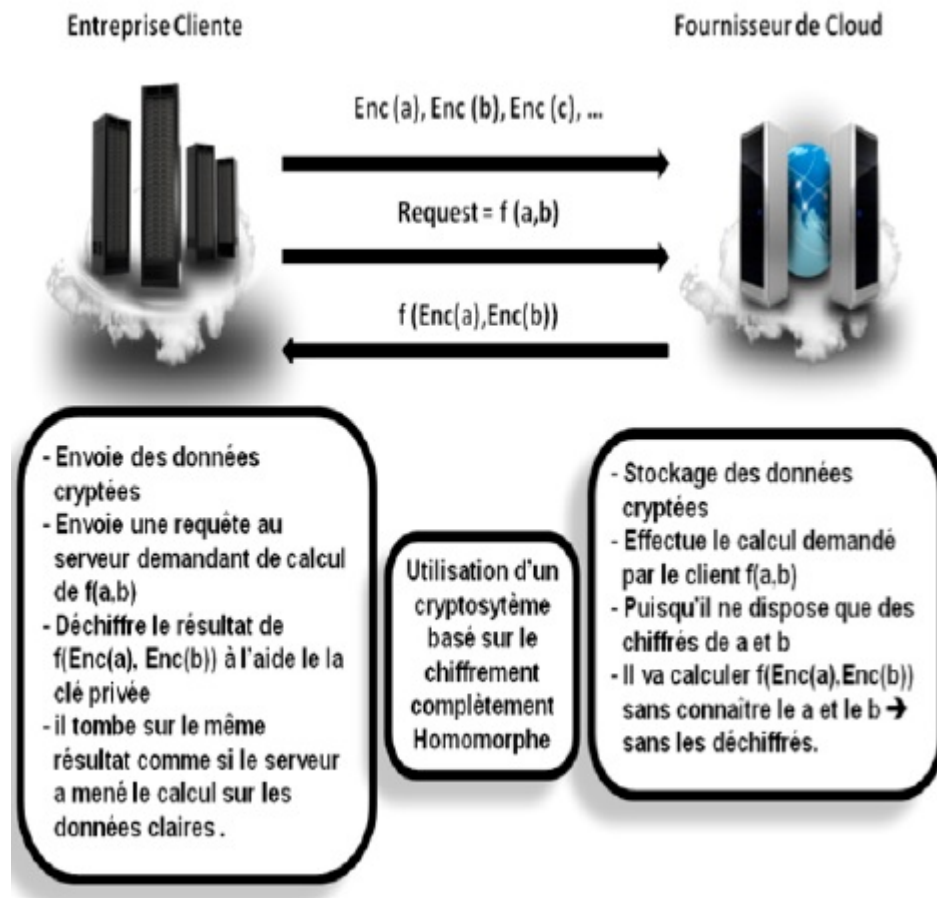 Entreprise Cliente
Fournisseur de Cloud
Enc (a), Enc (b), Enc (c), ...
Request = f (a,b)
f (Enc(a),Enc(b))
- Envoie des données
cryptées
- Envoie une requête au
serveur demandant de calcul
de f(a,b)
- Déchiffre le résultat de
f(Enc(a), Enc(b)) à l'aide le la
clé privée
- il tombe sur le même
résultat comme si le serveur
a mené le calcul sur les
données claires .
Utilisation d'un
cryptosytème
basé sur le
chiffrement
complètement
Homomorphe
- Stockage des données
cryptées
- Effectue le calcul demandé
par le client f(a,b)
- Puisqu'il ne dispose que des
chiffrés de a et b
- Il va calculer f(Enc(a),Enc(b))
sans connaître le a et le b ➔
sans les déchiffrés.